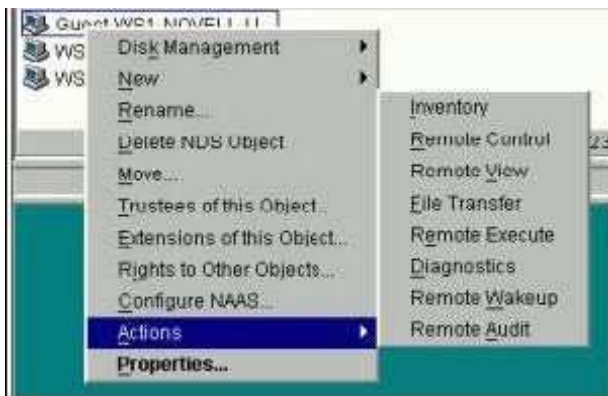 Guest WS1 NOVELL U
WS
WS
Disk Management
New
Rename...
Delete NDS Object
Move...
Trustees of this Object...
Extensions of this Object...
Rights to Other Objects...
Configure NAAS...
Actions
Properties...
Inventory
Remote Control
Remote View
File Transfer
Remote Execute
Diagnostics
Remote Wakeup
Remote Audit
23